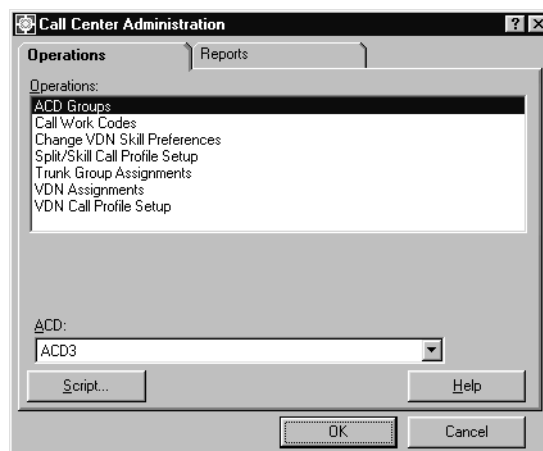 Call Center Administration
Operations
Reports
Operations:
ACD Groups
Call Work Codes
Change VDN Skill Preferences
Split/Skill Call Profile Setup
Trunk Group Assignments
VDN Assignments
VDN Call Profile Setup
ACD:
ACD3
Script...
Help
OK
Cancel